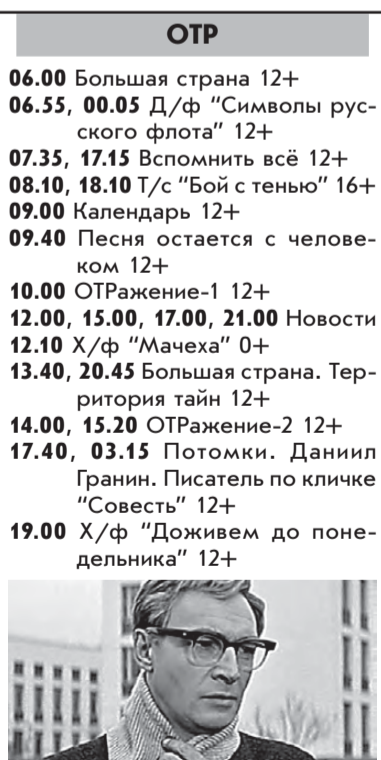 ОТР
06.00 Большая страна 12+
06.55, 00.05 Д/ф “Символы рус-
ского флота” 12+
07.35, 17.15 Вспомнить всё 12+
08.10, 18.10 Т/с “Бой с тенью” 16+
09.00 Календарь 12+
09.40 Песня остается с челове-
ком 12+
10.00 ОТРажение-1 12+
12.00, 15.00, 17.00, 21.00 Новости
12.10 Х/ф “Мачеха” 0+
13.40, 20.45 Большая страна. Тер-
ритория тайн 12+
14.00, 15.20 ОТРажение-2 12+
17.40, 03.15 Потомки. Даниил
Гранин. Писатель по кличке
“Совесть” 12+
19.00 Х/ф “Доживем до поне-
дельника” 12+